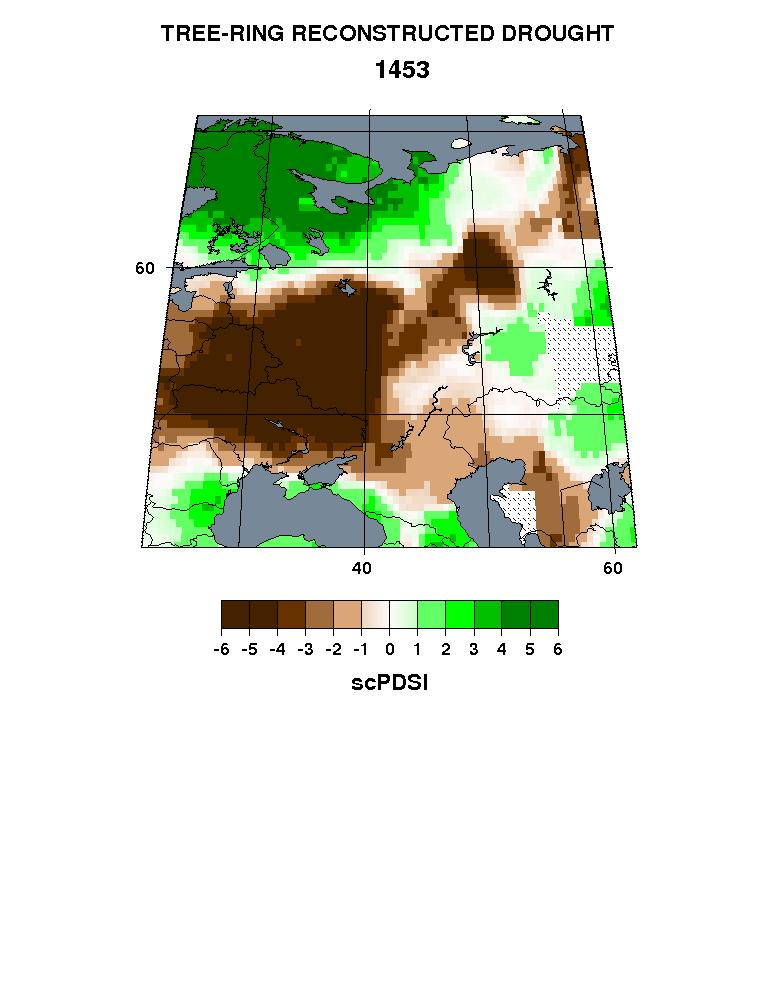 TREE-RING RECONSTRUCTED DROUGHT
1453
60
40 60
-6 -5 -4 -3 -2 -1 0 1 2 3 4 5 6
scPDSI